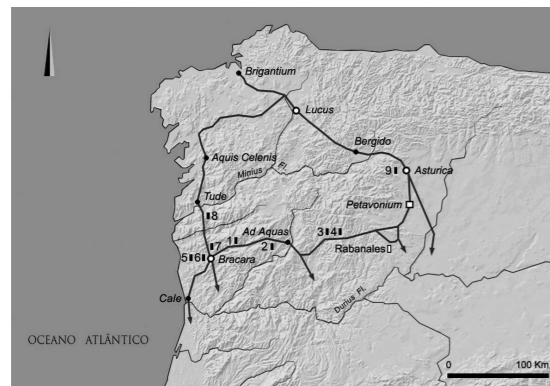 Brigantium
Lucus
Bergido
Aquis Celenis
Minius Fl.
9
Asturica
Tude
Petavonium
8
Ad Aquas
3 4
7
1
2
Rabanales
5 6
Bracara
Cale
Durius Fl.
OCEANO ATLÂNTICO
0 100 Km